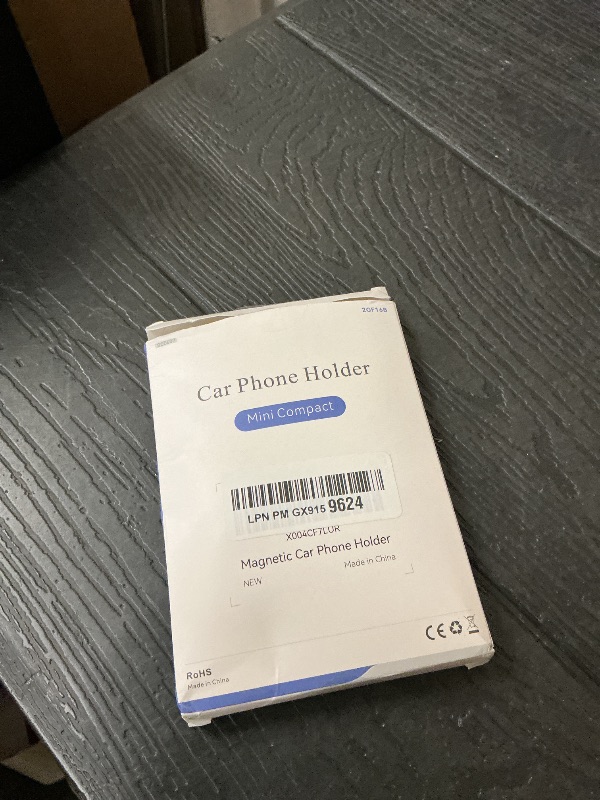 Car Phone Holder
Mini Compact
LPN PM GX915 9624
X004CF7LUR
Magnetic Car Phone Holder
NEW
Made in China
CE
RoHS
Made in China